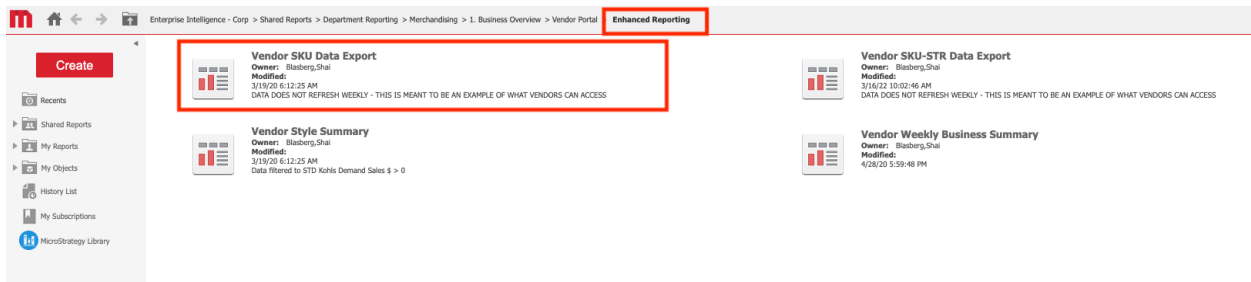 Enterprise Intelligence - Corp > Shared Reports > Department Reporting > Merchandising > 1. Business Overview > Vendor Portal > Enhanced Reporting
Create
Recents
Shared Reports
My Reports
My Objects
History List
My Subscriptions
MicroStrategy Library
Vendor SKU Data Export
Owner: Blasberg,Shai
Modified:
3/19/20 6:12:25 AM
DATA DOES NOT REFRESH WEEKLY - THIS IS MEANT TO BE AN EXAMPLE OF WHAT VENDORS CAN ACCESS
Vendor SKU-STR Data Export
Owner: Blasberg,Shai
Modified:
3/16/22 10:02:46 AM
DATA DOES NOT REFRESH WEEKLY - THIS IS MEANT TO BE AN EXAMPLE OF WHAT VENDORS CAN ACCESS
Vendor Style Summary
Owner: Blasberg,Shai
Modified:
3/19/20 6:12:25 AM
Data filtered to STD Kohls Demand Sales $ > 0
Vendor Weekly Business Summary
Owner: Blasberg,Shai
Modified:
4/28/20 5:59:48 PM